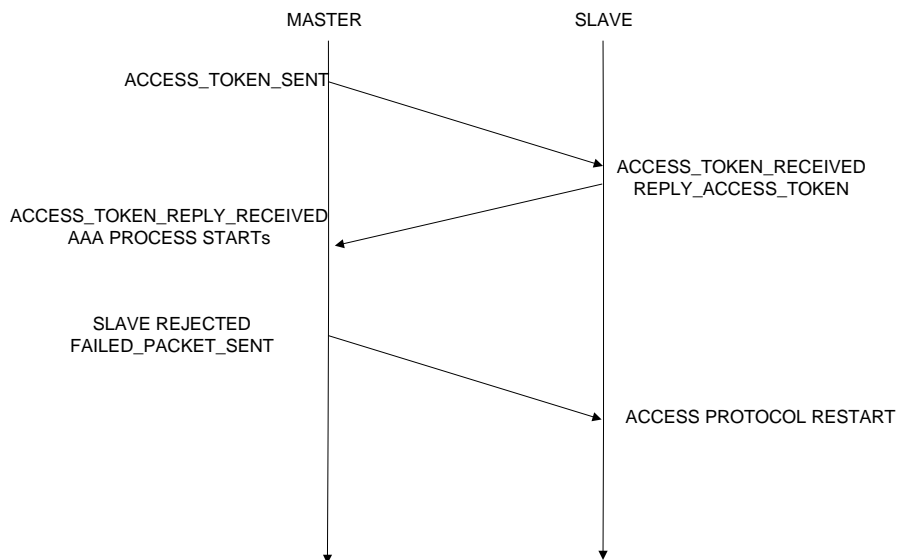 MASTER
SLAVE
ACCESS_TOKEN_SENT
ACCESS_TOKEN_RECEIVED
REPLY_ACCESS_TOKEN
ACCESS_TOKEN_REPLY_RECEIVED
AAA PROCESS STARTs
SLAVE REJECTED
FAILED_PACKET_SENT
ACCESS PROTOCOL RESTART